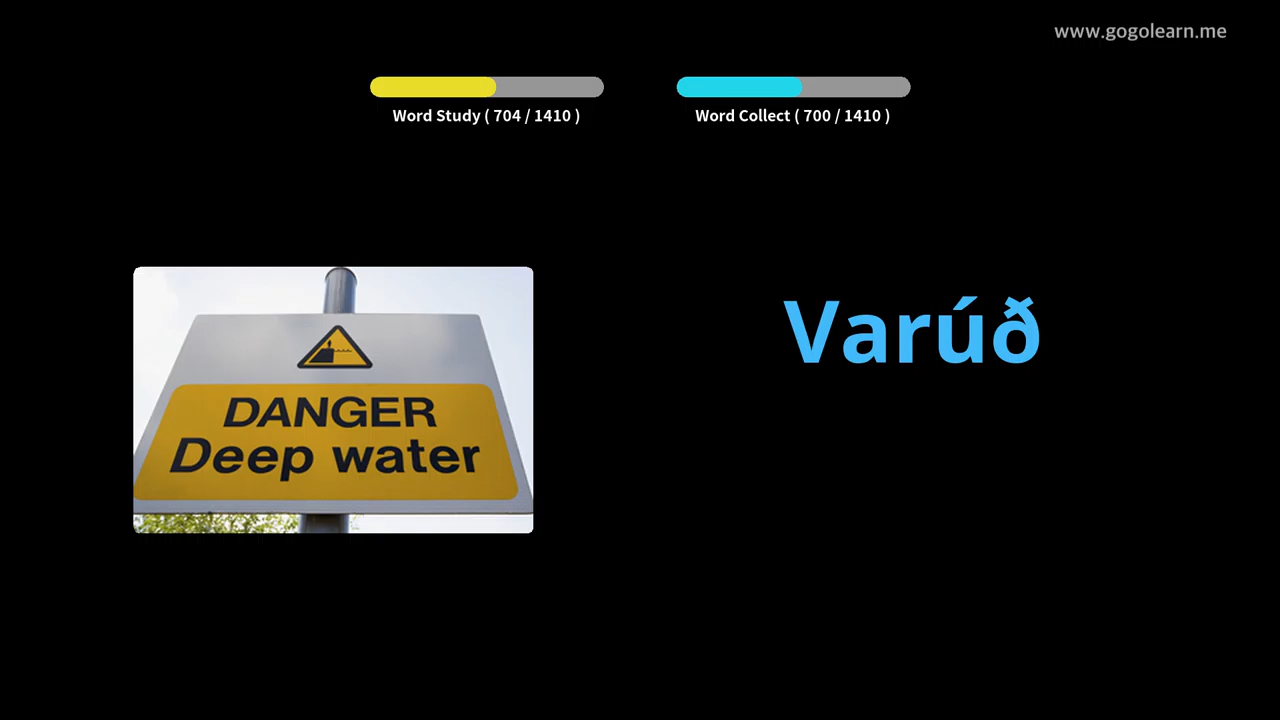 www.gogolearn.me
Word Study ( 704 / 1410 )
Word Collect ( 700 / 1410 )
DANGER
Deep water
Varúð